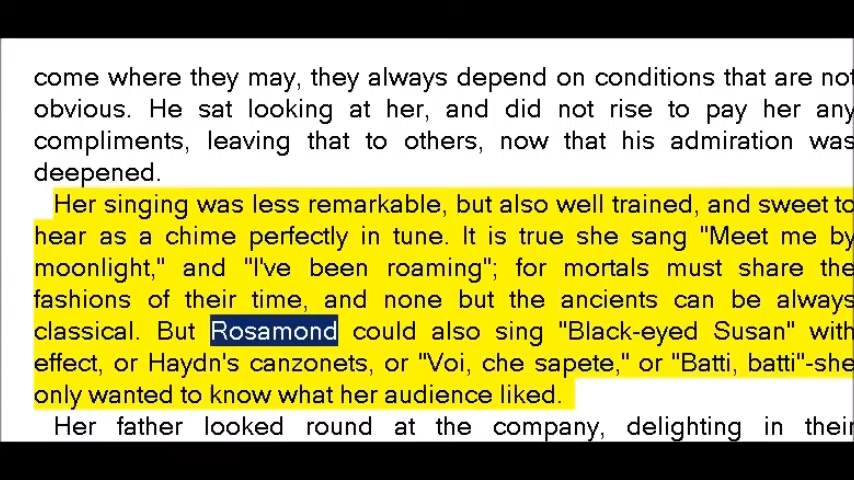 come where they may, they always depend on conditions that are not
obvious. He sat looking at her, and did not rise to pay her any
compliments, leaving that to others, now that his admiration was
deepened.
Her singing was less remarkable, but also well trained, and sweet to
hear as a chime perfectly in tune. It is true she sang "Meet me by
moonlight," and "I've been roaming"; for mortals must share the
fashions of their time, and none but the ancients can be always
classical. But Rosamond could also sing "Black-eyed Susan" with
effect, or Haydn's canzonets, or "Voi, che sapete," or "Batti, batti"-she
only wanted to know what her audience liked.
Her father looked round at the company, delighting in their